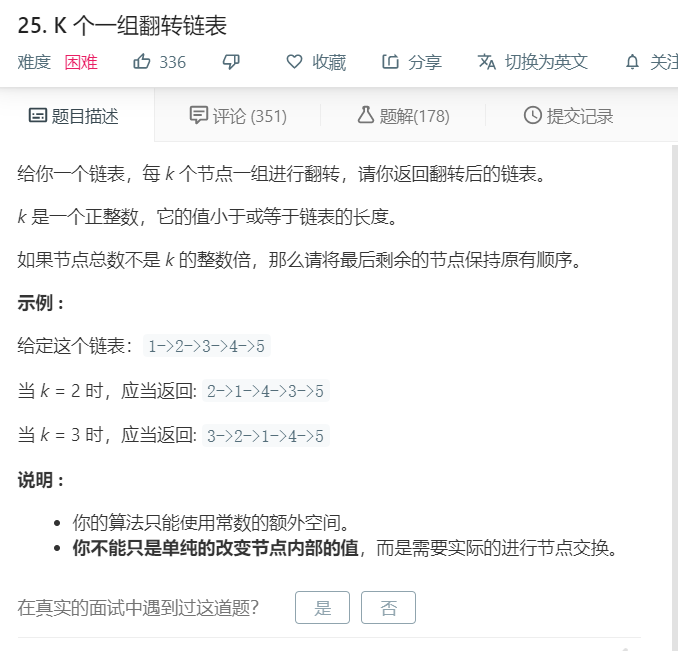 25. K 个一组翻转链表
难度 困难 336 收藏 分享 切换为英文 关注
题目描述 评论 (351) 题解(178) 提交记录
给你一个链表，每 k 个节点一组进行翻转，请你返回翻转后的链表。
k 是一个正整数，它的值小于或等于链表的长度。
如果节点总数不是 k 的整数倍，那么请将最后剩余的节点保持原有顺序。
示例 :
给定这个链表：1->2->3->4->5
当 k = 2 时，应当返回: 2->1->4->3->5
当 k = 3 时，应当返回: 3->2->1->4->5
说明 :
• 你的算法只能使用常数的额外空间。
• 你不能只是单纯的改变节点内部的值，而是需要实际的进行节点交换。
在真实的面试中遇到过这道题? 是 否